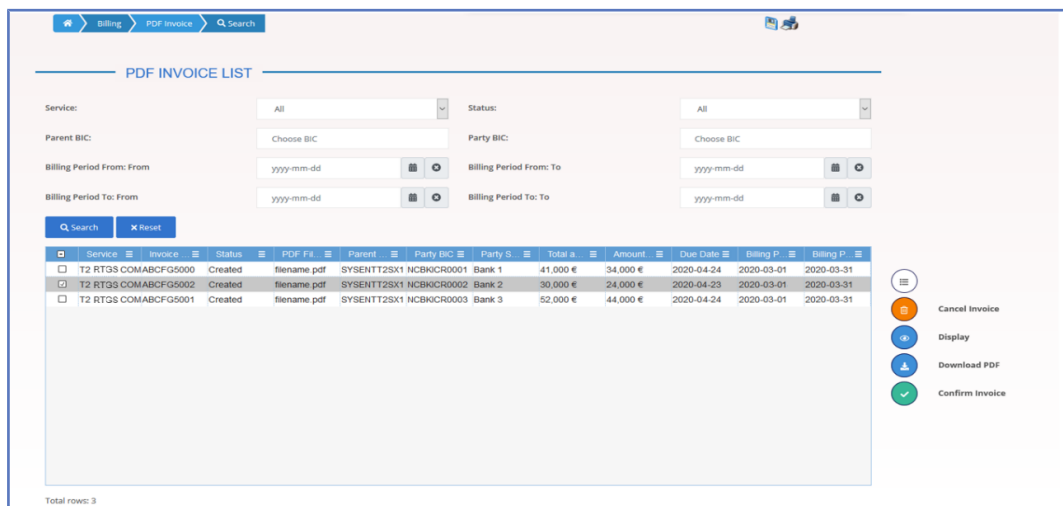 Billing PDF Invoice Search
PDF INVOICE LIST
Service: All Status: All
Parent BIC: Choose BIC Party BIC: Choose BIC
Billing Period From: From yyyy-mm-dd Billing Period From: To yyyy-mm-dd
Billing Period To: From yyyy-mm-dd Billing Period To: To yyyy-mm-dd
Search Reset
Service Invoice ... Status PDF Fil... Parent ... Party BIC Party S... Total a... Amount... Due Date Billing P... Billing P...
T2 RTGS COM ABCFG5000 Created filename.pdf SYSENTT2SX1 NCBKICR0001 Bank 1 41,000 € 34,000 € 2020-04-24 2020-03-01 2020-03-31
T2 RTGS COM ABCFG5002 Created filename.pdf SYSENTT2SX1 NCBKICR0002 Bank 2 30,000 € 24,000 € 2020-04-23 2020-03-01 2020-03-31
T2 RTGS COM ABCFG5001 Created filename.pdf SYSENTT2SX1 NCBKICR0003 Bank 3 52,000 € 44,000 € 2020-04-24 2020-03-01 2020-03-31
Cancel Invoice
Display
Download PDF
Confirm Invoice
Total rows: 3